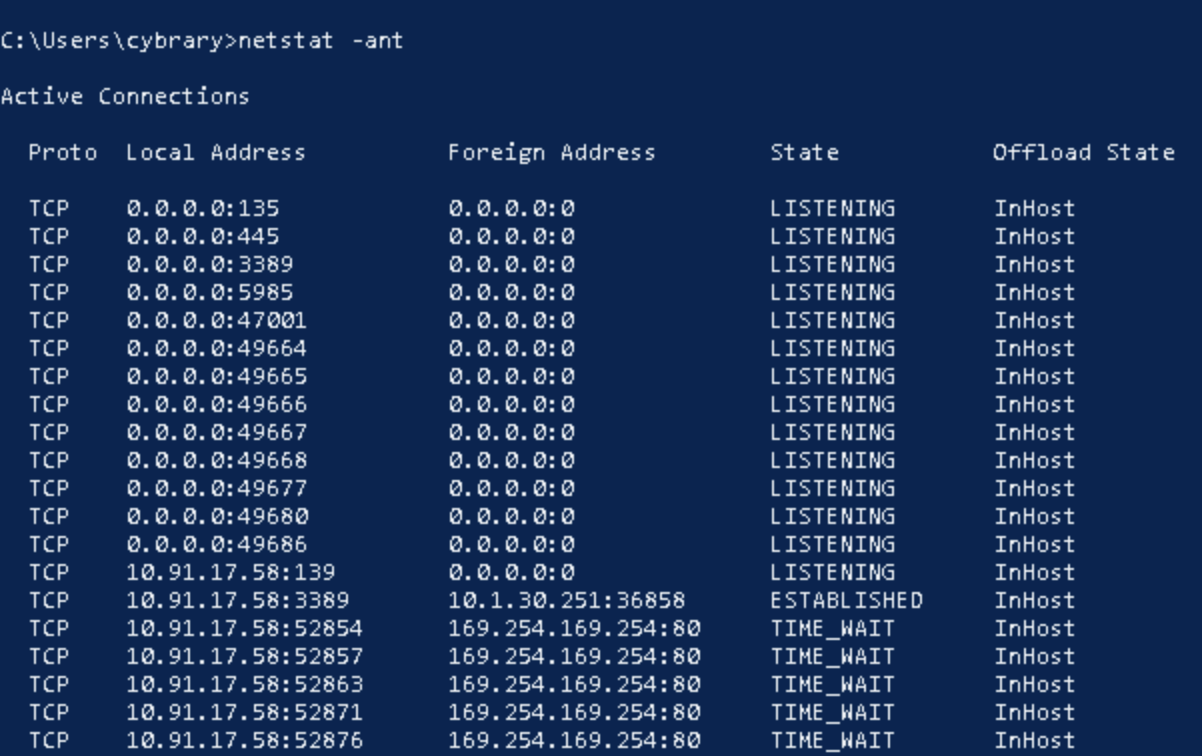 C:\Users\cybrary>netstat -ant
Active Connections
Proto  Local Address          Foreign Address        State           Offload State
TCP    0.0.0.0:135            0.0.0.0:0              LISTENING       InHost
TCP    0.0.0.0:445            0.0.0.0:0              LISTENING       InHost
TCP    0.0.0.0:3389           0.0.0.0:0              LISTENING       InHost
TCP    0.0.0.0:5985           0.0.0.0:0              LISTENING       InHost
TCP    0.0.0.0:47001          0.0.0.0:0              LISTENING       InHost
TCP    0.0.0.0:49664          0.0.0.0:0              LISTENING       InHost
TCP    0.0.0.0:49665          0.0.0.0:0              LISTENING       InHost
TCP    0.0.0.0:49666          0.0.0.0:0              LISTENING       InHost
TCP    0.0.0.0:49667          0.0.0.0:0              LISTENING       InHost
TCP    0.0.0.0:49668          0.0.0.0:0              LISTENING       InHost
TCP    0.0.0.0:49677          0.0.0.0:0              LISTENING       InHost
TCP    0.0.0.0:49680          0.0.0.0:0              LISTENING       InHost
TCP    0.0.0.0:49686          0.0.0.0:0              LISTENING       InHost
TCP    10.91.17.58:139        0.0.0.0:0              LISTENING       InHost
TCP    10.91.17.58:3389       10.1.30.251:36858      ESTABLISHED     InHost
TCP    10.91.17.58:52854      169.254.169.254:80     TIME_WAIT       InHost
TCP    10.91.17.58:52857      169.254.169.254:80     TIME_WAIT       InHost
TCP    10.91.17.58:52863      169.254.169.254:80     TIME_WAIT       InHost
TCP    10.91.17.58:52871      169.254.169.254:80     TIME_WAIT       InHost
TCP    10.91.17.58:52876      169.254.169.254:80     TIME_WAIT       InHost